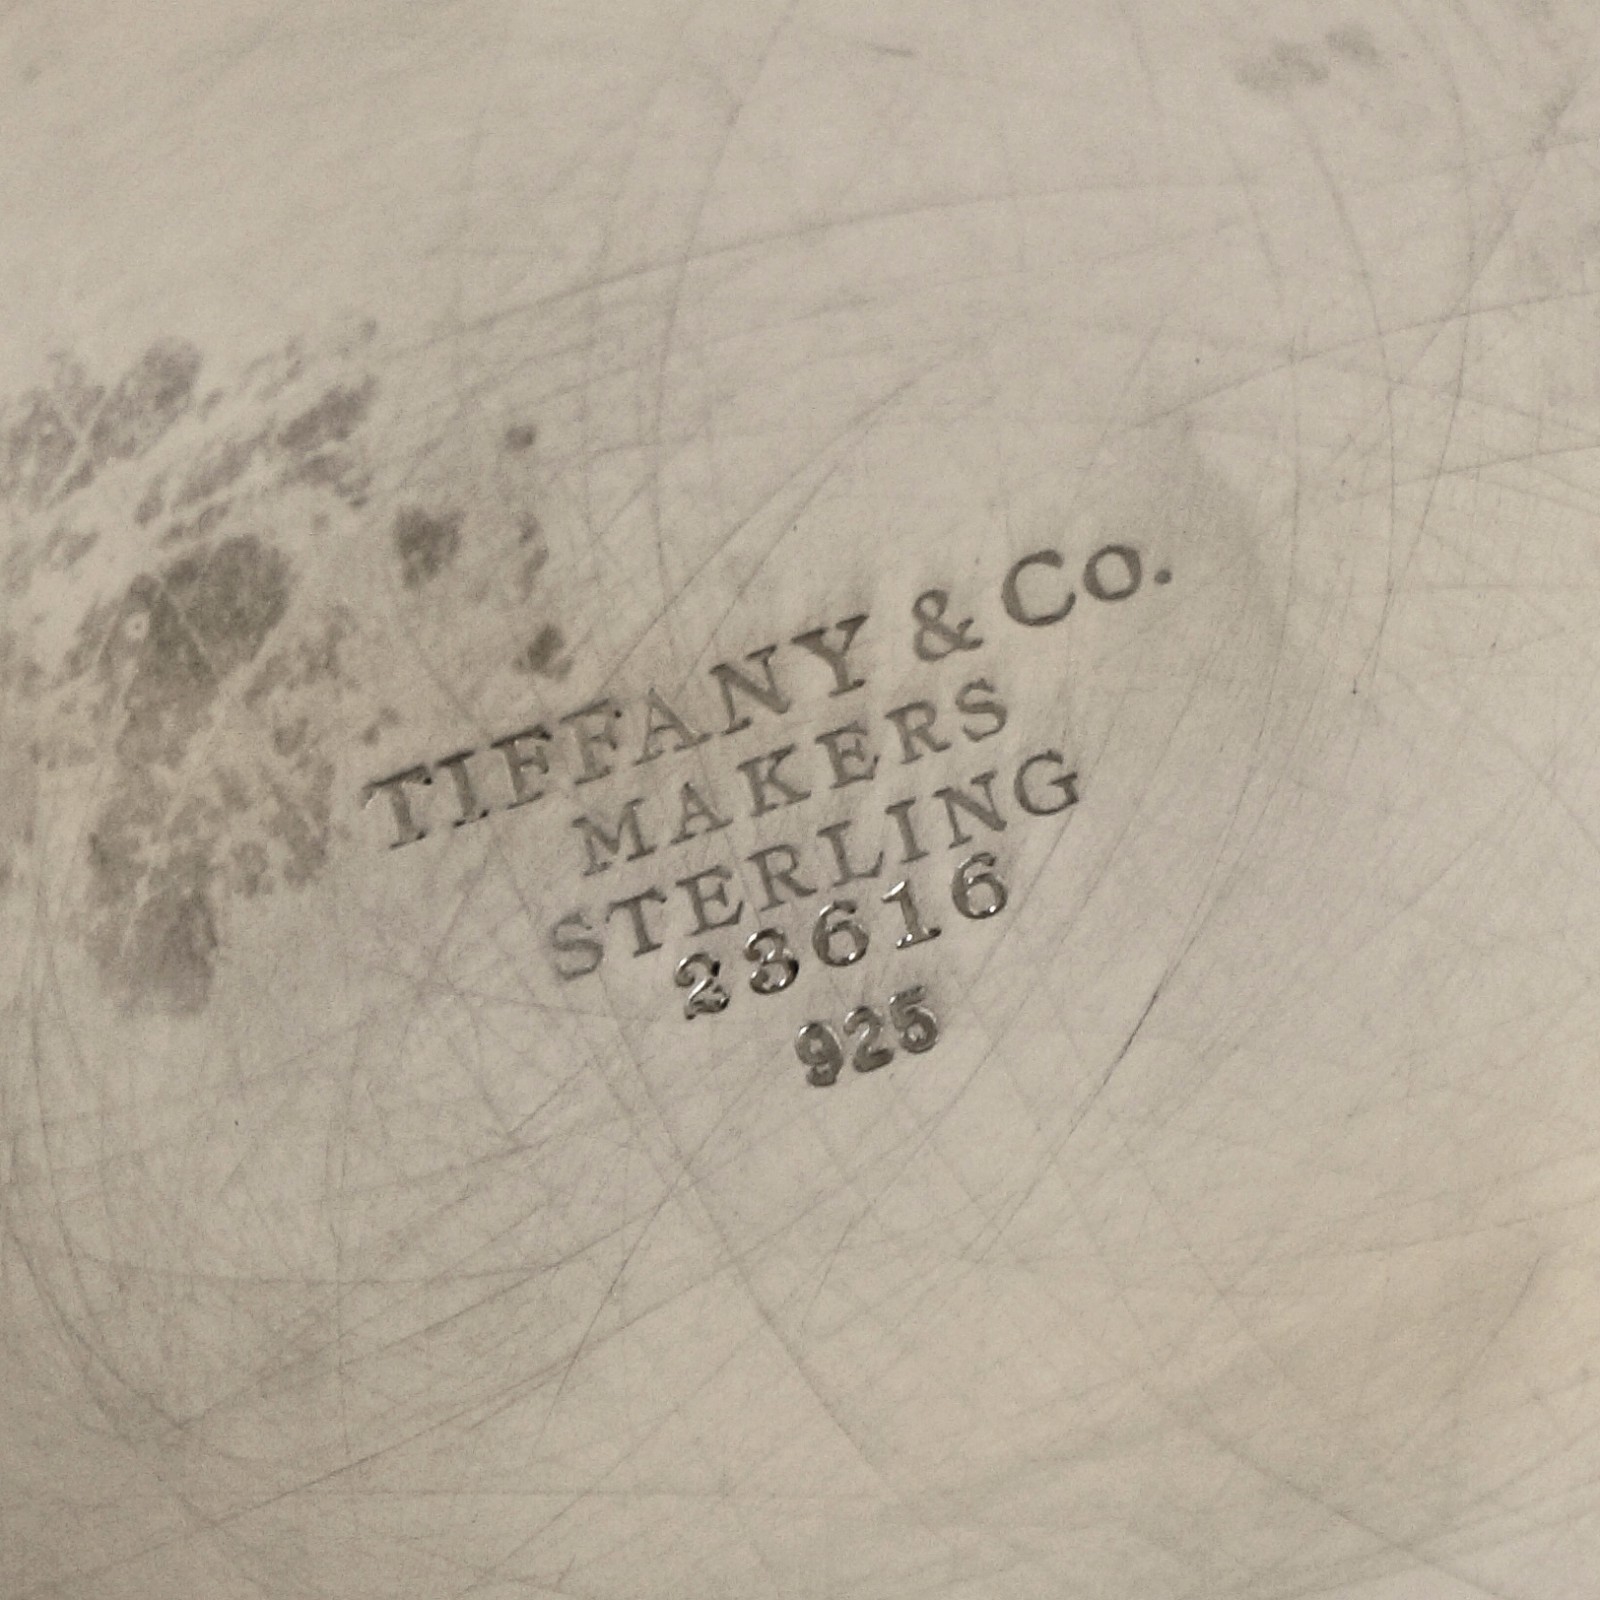 TIFFANY & Co.
MAKERS
STERLING
23616
925